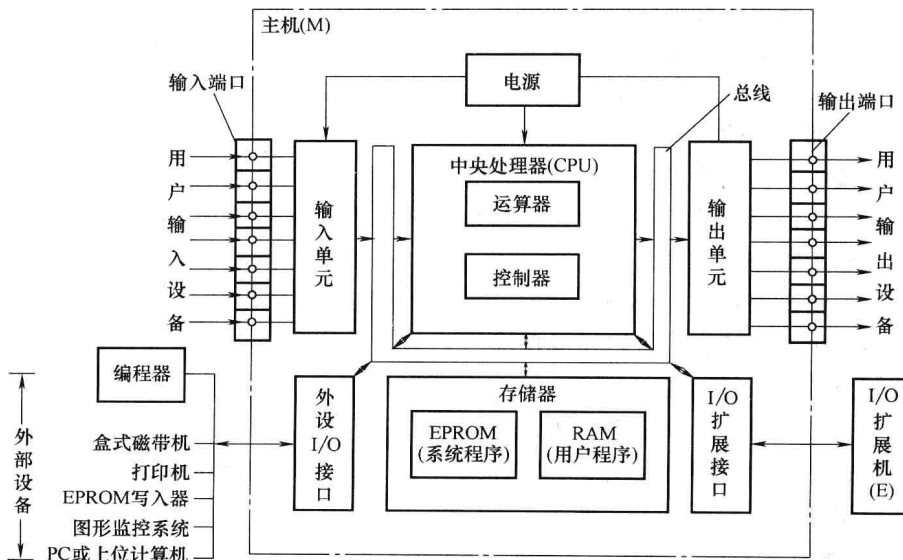 主机(M)
输入端口
电源
总线
输出端口
用户输入设备
输入单元
中央处理器(CPU)
运算器
控制器
输出单元
用户输出设备
编程器
外部设备
盒式磁带机
打印机
EPROM写入器
图形监控系统
PC或上位计算机
外设I/O接口
存储器
EPROM
(系统程序)
RAM
(用户程序)
I/O扩展接口
I/O扩展机(E)